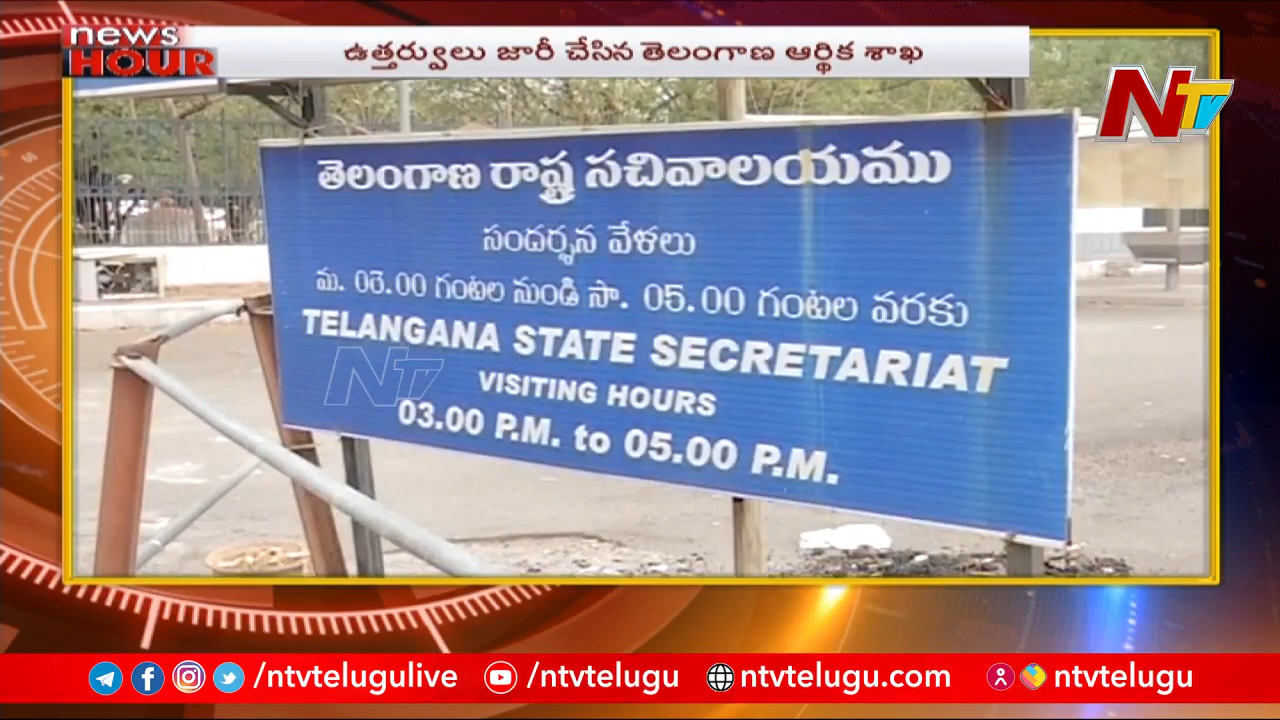 news
HOUR
ఉత్తర్వులు జారీ చేసిన తెలంగాణ ఆర్థిక శాఖ
NTV
తెలంగాణ రాష్ట్ర సచివాలయము
సందర్శన వేళలు
మ. 03.00 గంటల నుండి సా. 05.00 గంటల వరకు
TELANGANA STATE SECRETARIAT
NTV
VISITING HOURS
03.00 P.M. to 05.00 P.M.
/ntvtelugulive
/ntvtelugu
ntvtelugu.com
ntvtelugu